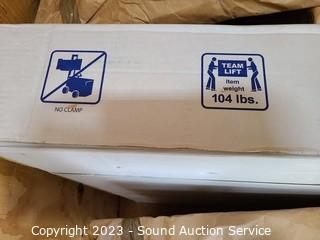 NO CLAMP
TEAM
LIFT
Item
weight
104 lbs.
Copyright 2023 - Sound Auction Service